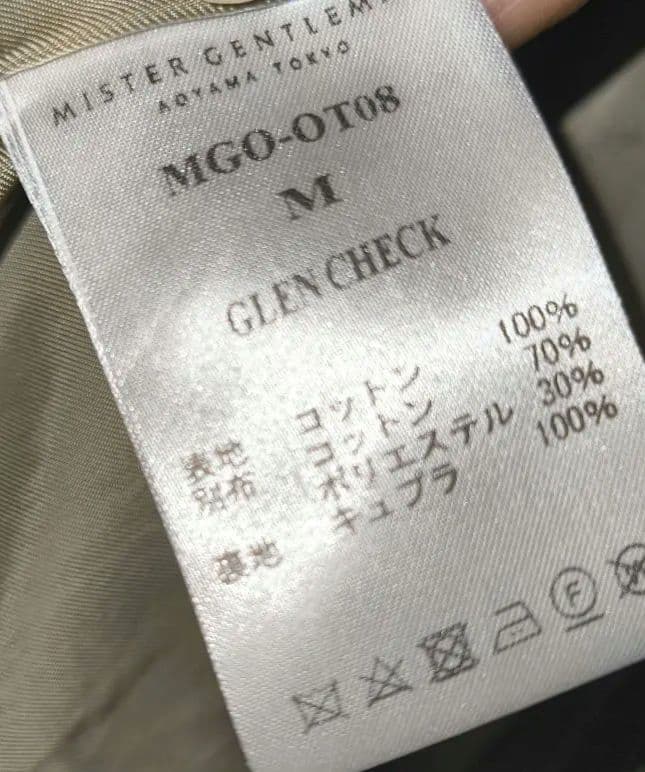 MISTER GENTLEM
AOYAMA TOKYO
MGO-OT08
M
GLEN CHECK
表地 コットン 100%
別布 コットン 70%
ポリエステル 30%
裏地 キュプラ 100%
F